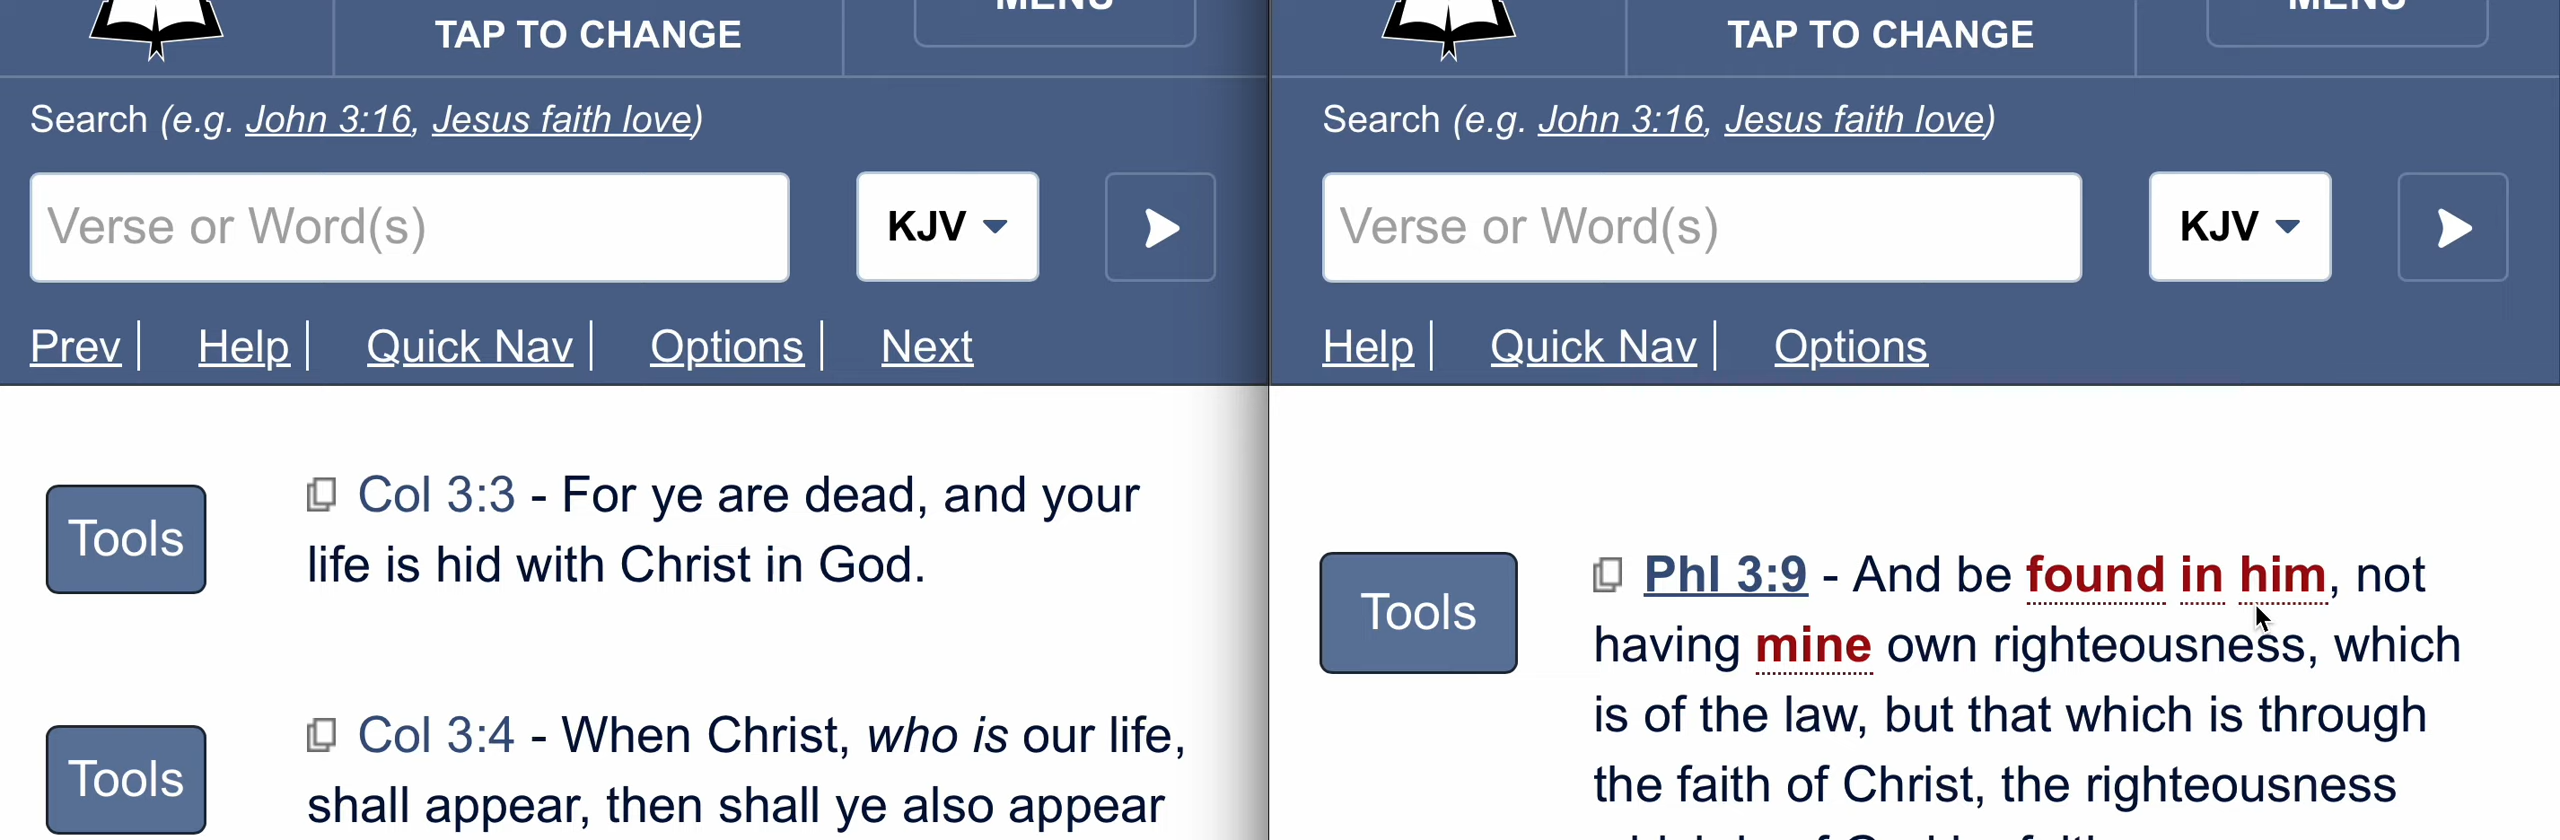 MENU
TAP TO CHANGE
Search (e.g. John 3:16, Jesus faith love)
Verse or Word(s)
KJV
Prev
Help
Quick Nav
Options
Next
Tools
Col 3:3 - For ye are dead, and your
life is hid with Christ in God.
Tools
Col 3:4 - When Christ, who is our life,
shall appear, then shall ye also appear
MENU
TAP TO CHANGE
Search (e.g. John 3:16, Jesus faith love)
Verse or Word(s)
KJV
Help
Quick Nav
Options
Tools
Phl 3:9 - And be found in him, not
having mine own righteousness, which
is of the law, but that which is through
the faith of Christ, the righteousness